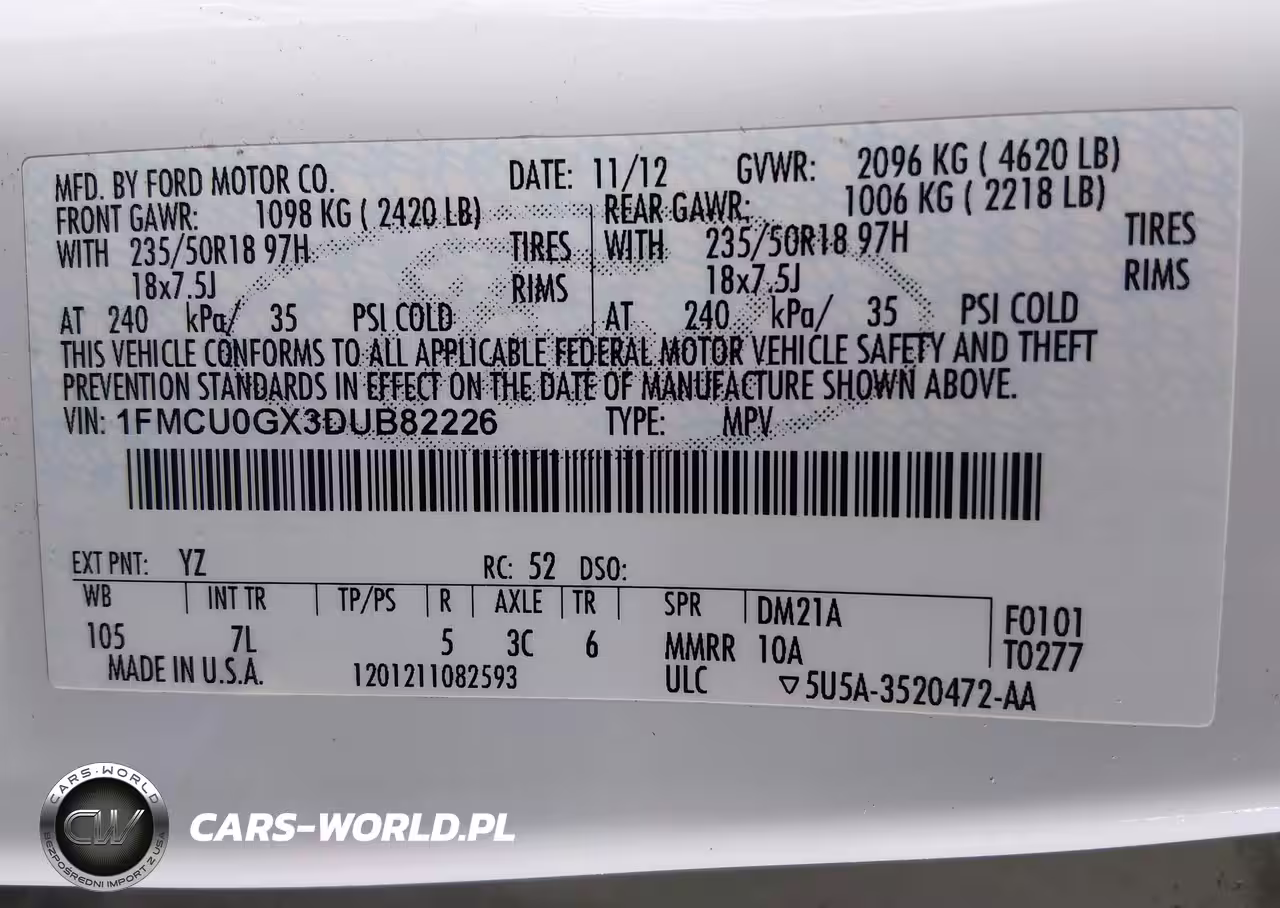 MFD. BY FORD MOTOR CO. DATE: 11/12 GVWR: 2096 KG ( 4620 LB)
FRONT GAWR: 1098 KG ( 2420 LB) REAR GAWR: 1006 KG ( 2218 LB)
WITH 235/50R18 97H TIRES WITH 235/50R18 97H TIRES
18x7.5J RIMS 18x7.5J RIMS
AT 240 kPa/ 35 PSI COLD AT 240 kPa/ 35 PSI COLD
THIS VEHICLE CONFORMS TO ALL APPLICABLE FEDERAL MOTOR VEHICLE SAFETY AND THEFT
PREVENTION STANDARDS IN EFFECT ON THE DATE OF MANUFACTURE SHOWN ABOVE.
VIN: 1FMCU0GX3DUB82226 TYPE: MPV
EXT PNT: YZ RC: 52 DSO:
WB INT TR TP/PS R AXLE TR SPR DM21A F0101
105 7L 5 3C 6 MMRR 10A T0277
MADE IN U.S.A. 1201211082593 ULC ▽5U5A-3520472-AA
CARS-WORLD
CW
BEZPOŚREDNI IMPORT Z USA
CARS-WORLD.PL